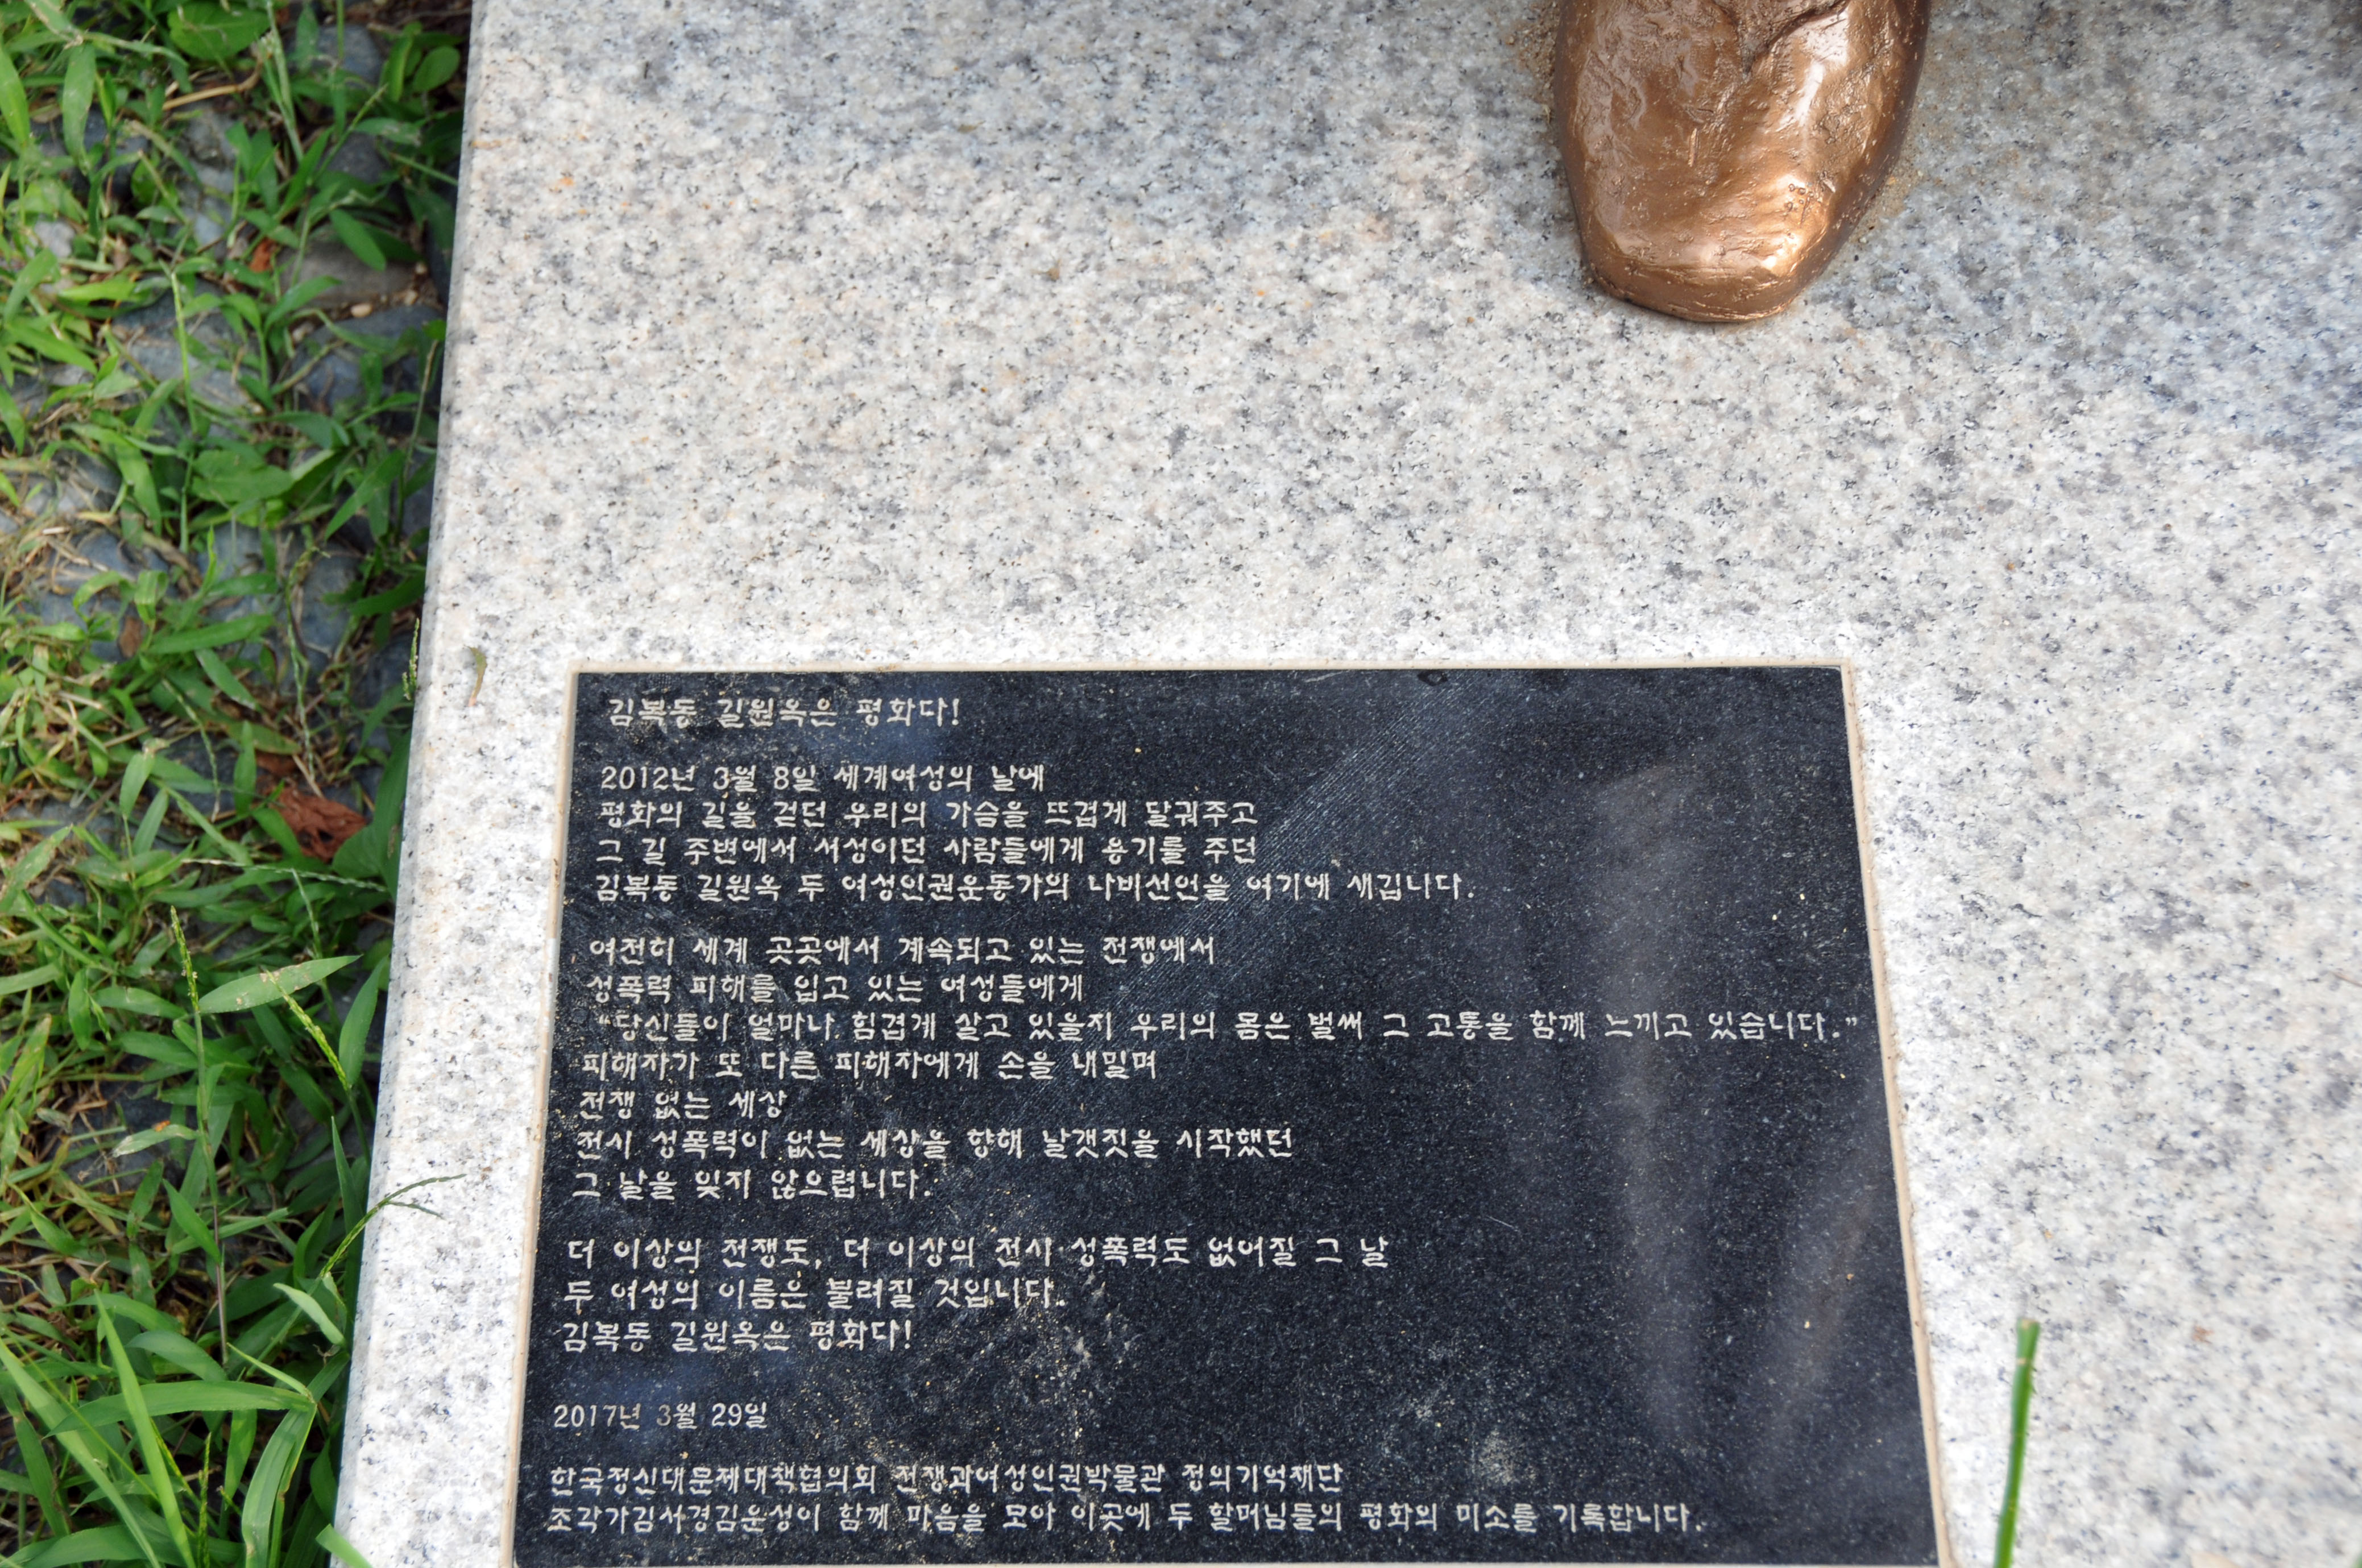 김복동 길원옥은 평화다!
2012년 3월 8일 세계여성의 날에
평화의 길을 걷던 우리의 가슴을 뜨겁게 달궈주고
그 길 주변에서 서성이던 사람들에게 용기를 주던
김복동 길원옥 두 여성인권운동가의 나비선언을 여기에 새깁니다.
여전히 세계 곳곳에서 계속되고 있는 전쟁에서
성폭력 피해를 입고 있는 여성들에게
"당신들이 얼마나 힘겹게 살고 있을지 우리의 몸은 벌써 그 고통을 함께 느끼고 있습니다."
피해자가 또 다른 피해자에게 손을 내밀며
전쟁 없는 세상
전시 성폭력이 없는 세상을 향해 날갯짓을 시작했던
그 날을 잊지 않으렵니다.
더 이상의 전쟁도, 더 이상의 전시 성폭력도 없어질 그 날
두 여성의 이름은 불려질 것입니다.
김복동 길원옥은 평화다!
2017년 3월 29일
한국정신대문제대책협의회 전쟁과여성인권박물관 정의기억재단
조각가김서경김운성이 함께 마음을 모아 이곳에 두 할머님들의 평화의 미소를 기록합니다.